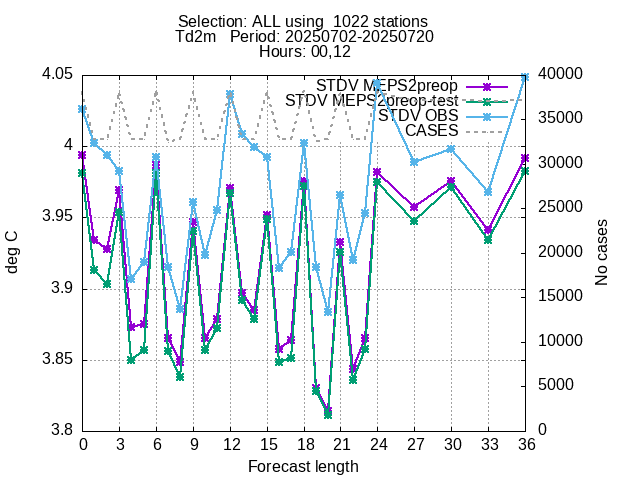 Selection: ALL using  1022 stations
Td2m   Period: 20250702-20250720
Hours: 00,12
4.05
4
3.95
3.9
3.85
3.8
deg C
STDV MEPS2preop
STDV MEPS2preop-test
STDV OBS
CASES
40000
35000
30000
25000
20000
15000
10000
5000
0
No cases
0 3 6 9 12 15 18 21 24 27 30 33 36
Forecast length